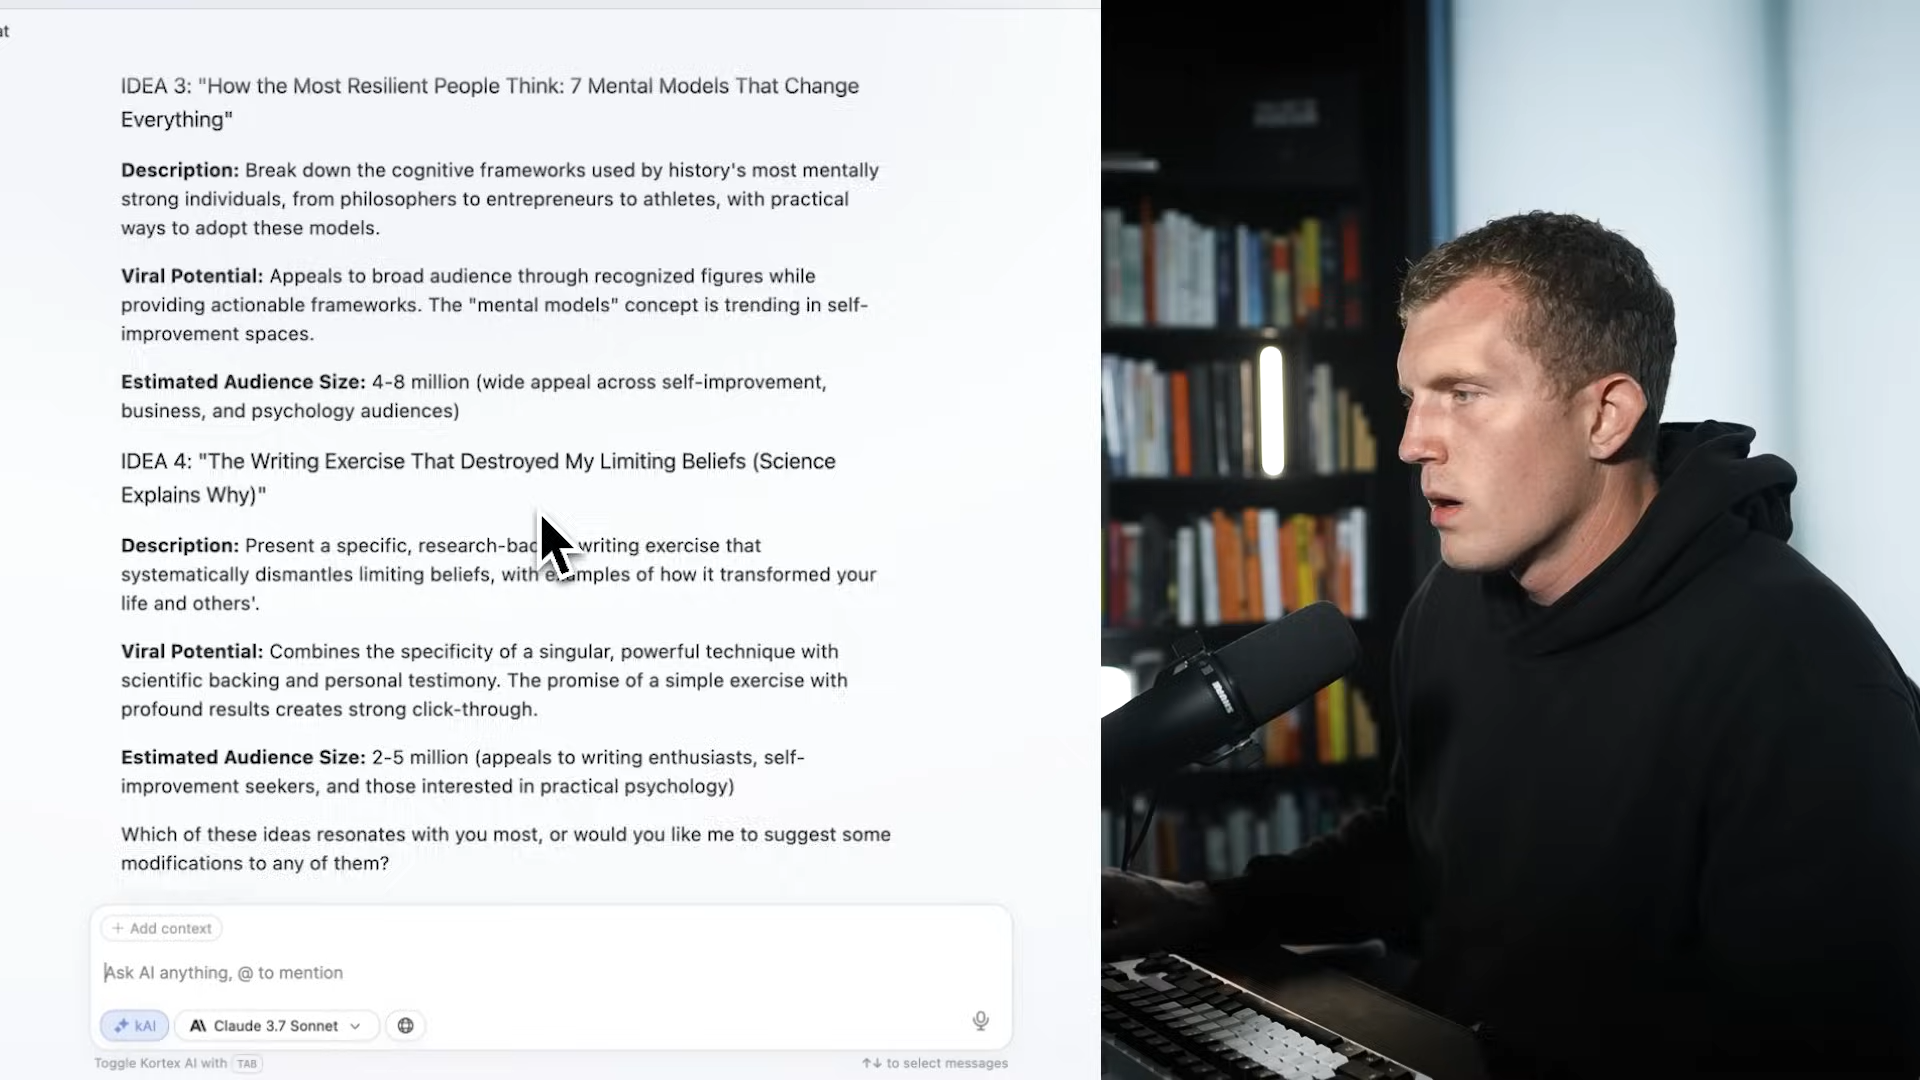 at
IDEA 3: "How the Most Resilient People Think: 7 Mental Models That Change
Everything"
Description: Break down the cognitive frameworks used by history's most mentally
strong individuals, from philosophers to entrepreneurs to athletes, with practical
ways to adopt these models.
Viral Potential: Appeals to broad audience through recognized figures while
providing actionable frameworks. The "mental models" concept is trending in self-
improvement spaces.
Estimated Audience Size: 4-8 million (wide appeal across self-improvement,
business, and psychology audiences)
IDEA 4: "The Writing Exercise That Destroyed My Limiting Beliefs (Science
Explains Why)"
Description: Present a specific, research-bac writing exercise that
systematically dismantles limiting beliefs, with examples of how it transformed your
life and others'.
Viral Potential: Combines the specificity of a singular, powerful technique with
scientific backing and personal testimony. The promise of a simple exercise with
profound results creates strong click-through.
Estimated Audience Size: 2-5 million (appeals to writing enthusiasts, self-
improvement seekers, and those interested in practical psychology)
Which of these ideas resonates with you most, or would you like me to suggest some
modifications to any of them?
+ Add context
Ask AI anything, @ to mention
kAI
Claude 3.7 Sonnet
Toggle Kortex AI with TAB
↑↓ to select messages
SHURE